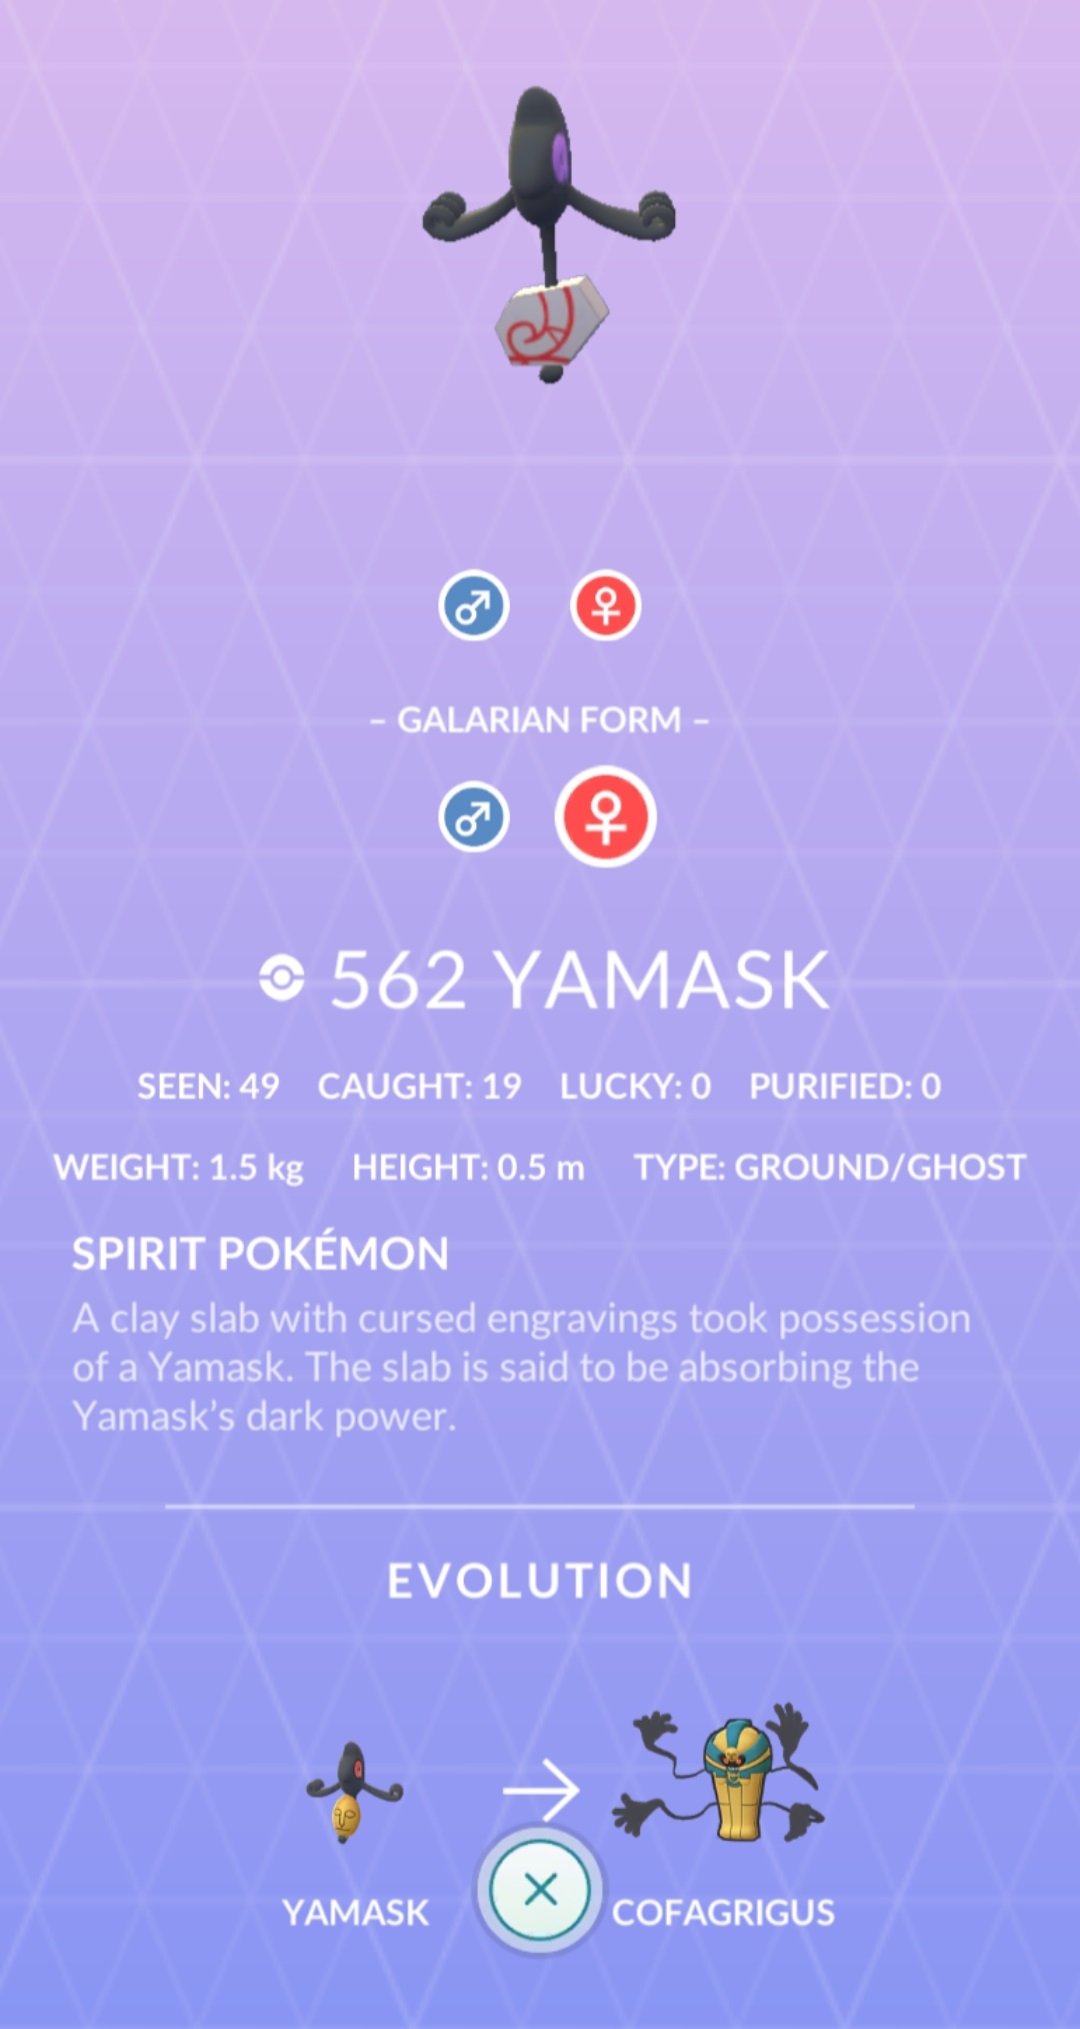 – GALARIAN FORM –
562 YAMASK
SEEN: 49 CAUGHT: 19 LUCKY: 0 PURIFIED: 0
WEIGHT: 1.5 kg HEIGHT: 0.5 m TYPE: GROUND/GHOST
SPIRIT POKÉMON
A clay slab with cursed engravings took possession
of a Yamask. The slab is said to be absorbing the
Yamask’s dark power.
EVOLUTION
YAMASK COFAGRIGUS